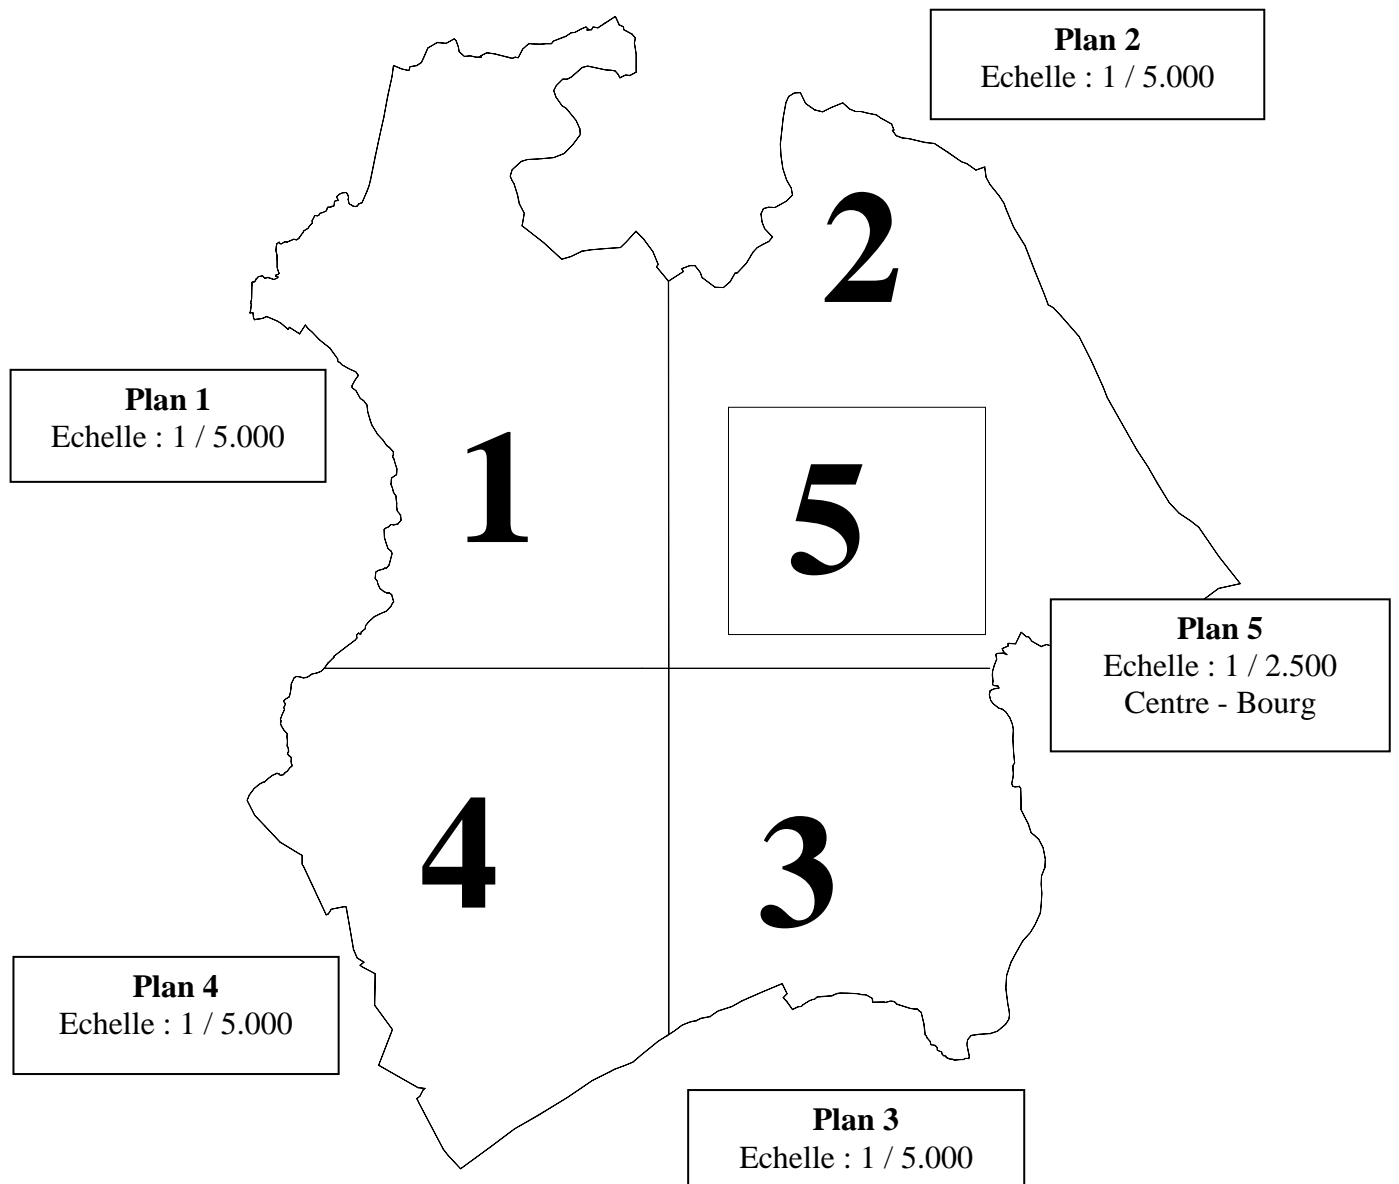 Plan 2
Echelle : 1 / 5.000
2
Plan 1
Echelle : 1 / 5.000
1
5
Plan 5
Echelle : 1 / 2.500
Centre - Bourg
4
3
Plan 4
Echelle : 1 / 5.000
Plan 3
Echelle : 1 / 5.000